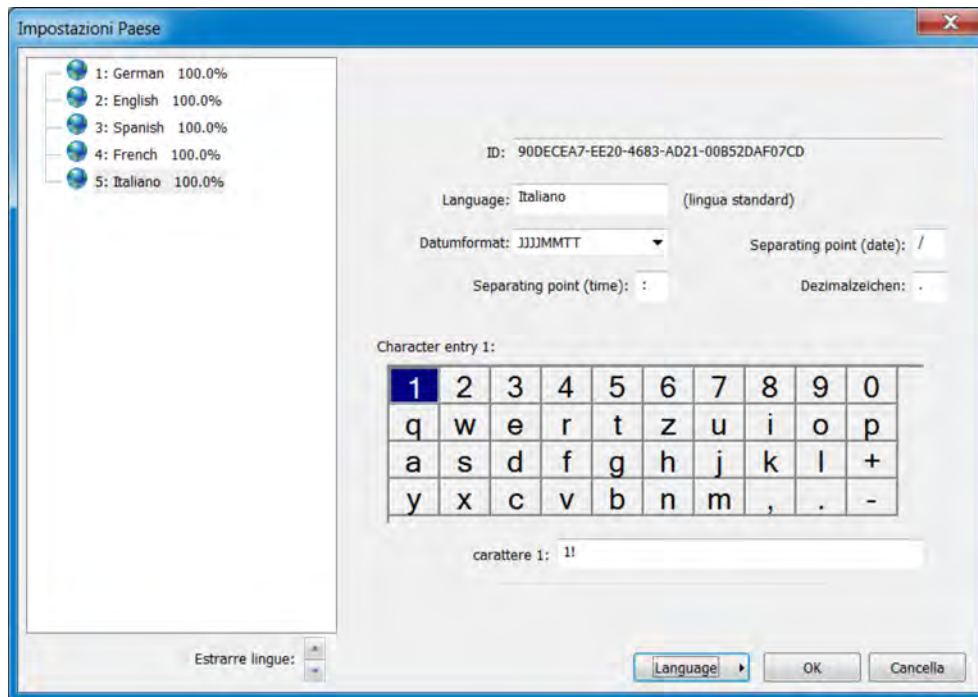 Impostazioni Paese
1: German 100.0%
2: English 100.0%
3: Spanish 100.0%
4: French 100.0%
5: Italiano 100.0%
Estrarre lingue:
ID: 90DECEA7-EE20-4683-AD21-00B52DAF07CD
Language: Italiano (lingua standard)
Datumformat: JJJJMMTT Separating point (date): /
Separating point (time): : Dezimalzeichen: .
Character entry 1:
1 2 3 4 5 6 7 8 9 0
q w e r t z u i o p
a s d f g h j k l +
y x c v b n m , . -
carattere 1: 1!
Language OK Cancella